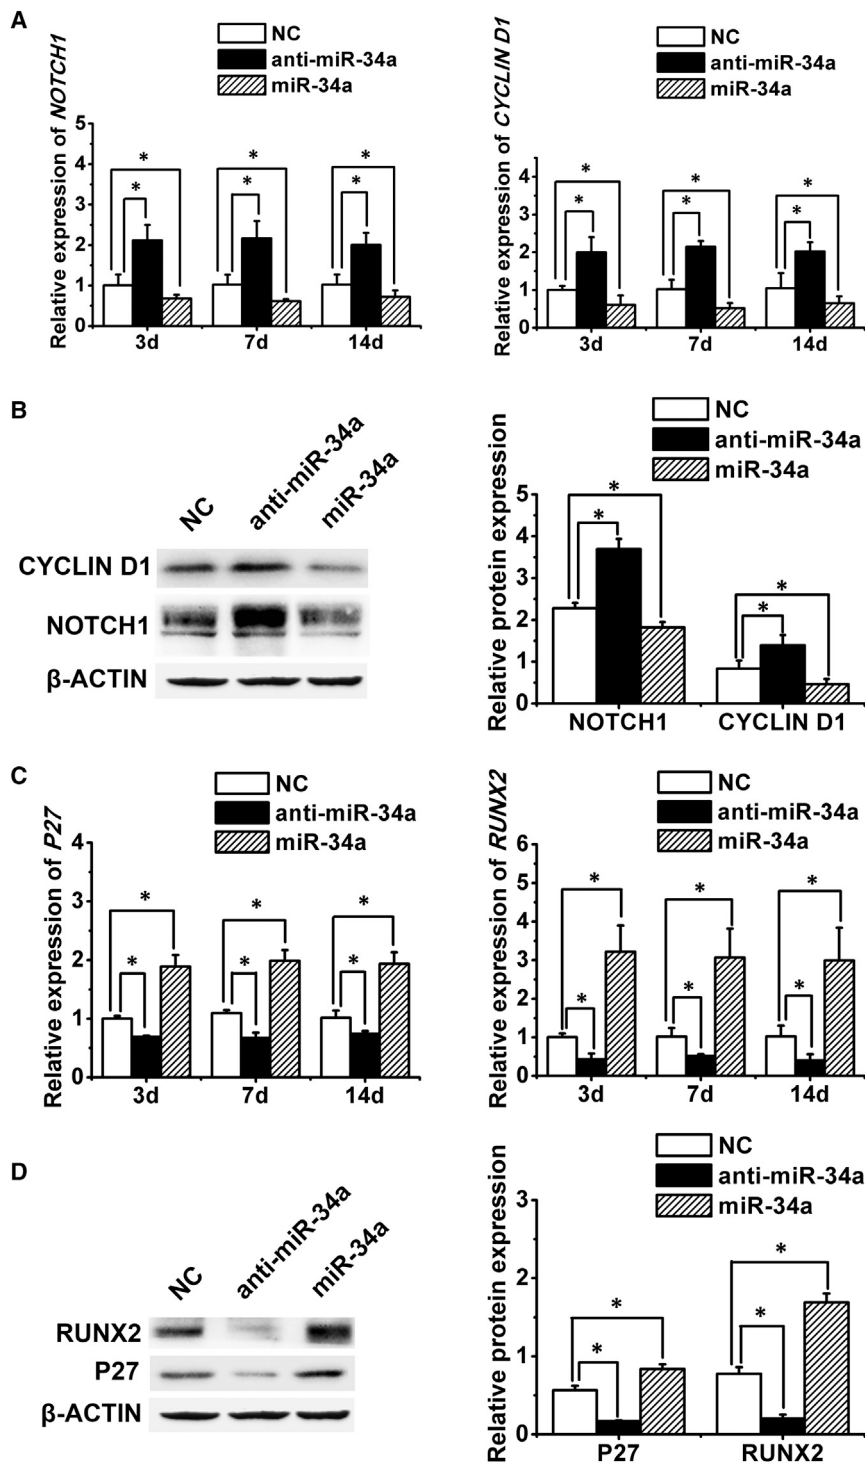 A
NC
anti-miR-34a
miR-34a
Relative expression of NOTCH1
5
4
3
2
1
0
* * * * * *
3d 7d 14d
NC
anti-miR-34a
miR-34a
Relative expression of CYCLIN D1
4
3
2
1
0
* * * * * *
3d 7d 14d
B
NC anti-miR-34a miR-34a
CYCLIN D1
NOTCH1
β-ACTIN
NC
anti-miR-34a
miR-34a
Relative protein expression
5
4
3
2
1
0
* * * *
NOTCH1 CYCLIN D1
C
NC
anti-miR-34a
miR-34a
Relative expression of P27
4
3
2
1
0
* * * * * *
3d 7d 14d
NC
anti-miR-34a
miR-34a
Relative expression of RUNX2
6
5
4
3
2
1
0
* * * * * *
3d 7d 14d
D
NC anti-miR-34a miR-34a
RUNX2
P27
β-ACTIN
NC
anti-miR-34a
miR-34a
Relative protein expression
3
2
1
0
* * * *
P27 RUNX2